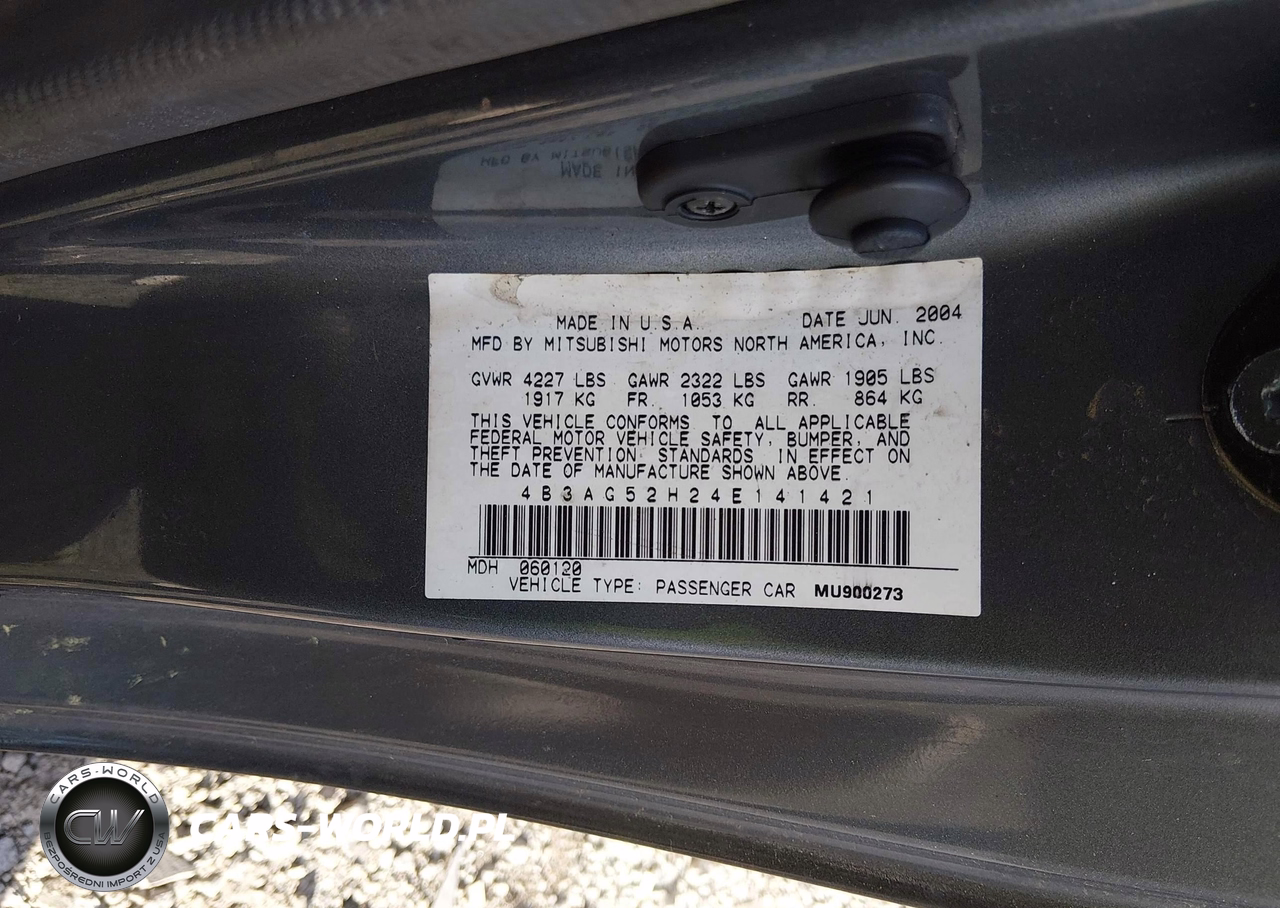 MADE IN U.S.A. DATE JUN. 2004
MFD BY MITSUBISHI MOTORS NORTH AMERICA, INC.
GVWR 4227 LBS GAWR 2322 LBS GAWR 1905 LBS
1917 KG FR. 1053 KG RR. 864 KG
THIS VEHICLE CONFORMS TO ALL APPLICABLE
FEDERAL MOTOR VEHICLE SAFETY, BUMPER, AND
THEFT PREVENTION STANDARDS IN EFFECT ON
THE DATE OF MANUFACTURE SHOWN ABOVE.
4B3AG52H24E141421
MDH 060120
VEHICLE TYPE: PASSENGER CAR MU900273
CARS-WORLD
CW
BEZPOŚREDNI IMPORT Z USA
CARS-WORLD.PL